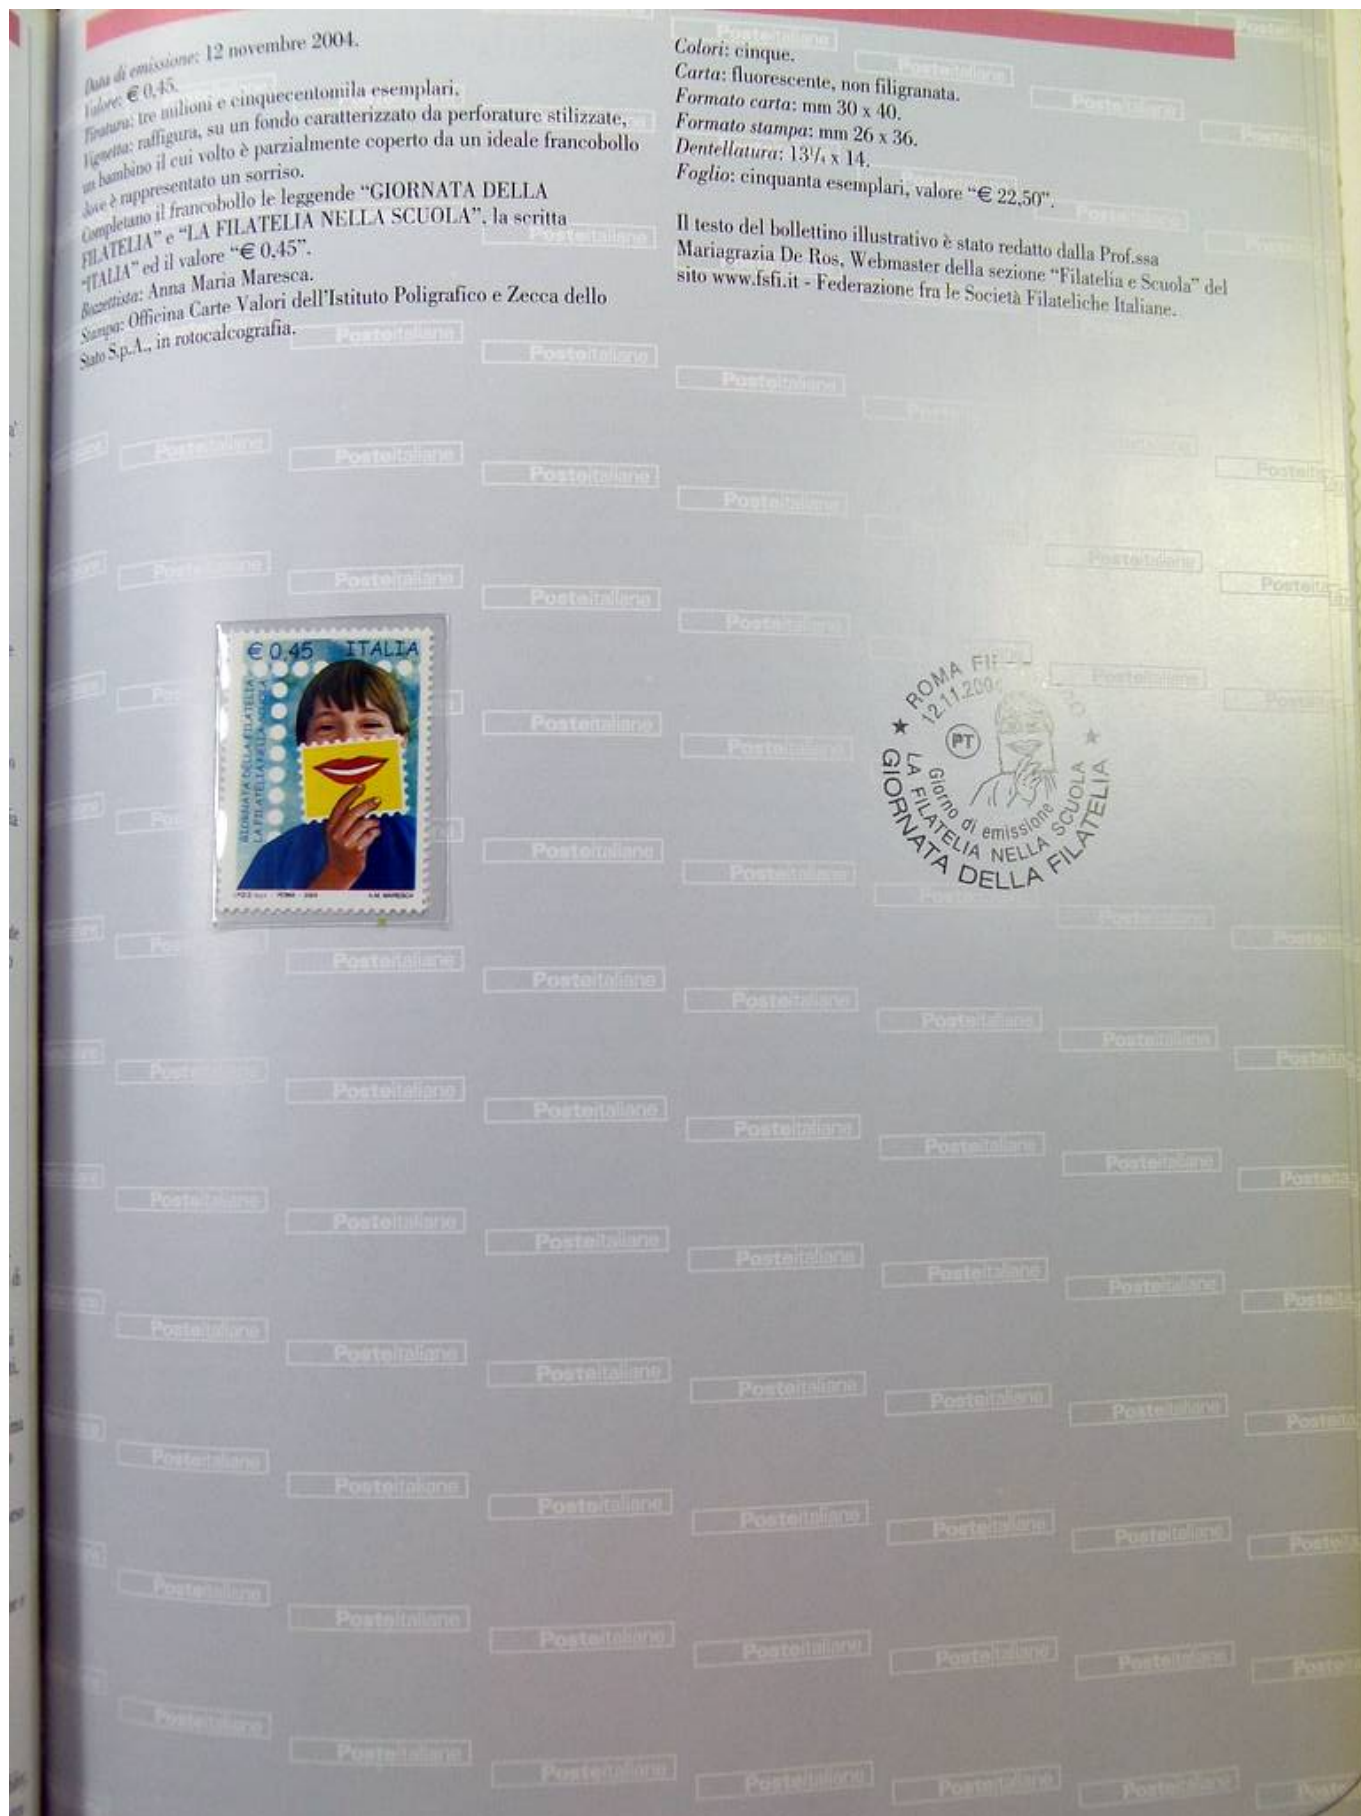 Data di emissione: 12 novembre 2004.
Valore: € 0,45.
Tiratura: tre milioni e cinquecentomila esemplari.
Vignetta: raffigura, su un fondo caratterizzato da perforature stilizzate,
un bambino il cui volto è parzialmente coperto da un ideale francobollo
dove è rappresentato un sorriso.
Completano il francobollo le leggende “GIORNATA DELLA
FILATELIA” e “LA FILATELIA NELLA SCUOLA”, la scritta
“ITALIA” ed il valore “€ 0,45”.
Bozzettista: Anna Maria Maresca.
Stampa: Officina Carte Valori dell'Istituto Poligrafico e Zecca dello
Stato S.p.A., in rotocalcografia.
Colori: cinque.
Carta: fluorescente, non filigranata.
Formato carta: mm 30 x 40.
Formato stampa: mm 26 x 36.
Dentellatura: 13¹/₄ x 14.
Foglio: cinquanta esemplari, valore “€ 22,50”.
Il testo del bollettino illustrativo è stato redatto dalla Prof.ssa
Mariagrazia De Ros, Webmaster della sezione “Filatelia e Scuola” del
sito www.fsfi.it - Federazione fra le Società Filateliche Italiane.
€ 0,45 ITALIA
GIORNATA DELLA FILATELIA
LA FILATELIA NELLA SCUOLA
ROMA - 2004
A.M. MARESCA
ROMA
12.11.200
PT
Giorno di emissione
LA FILATELIA NELLA SCUOLA
GIORNATA DELLA FILATELIA
Posteitaliane